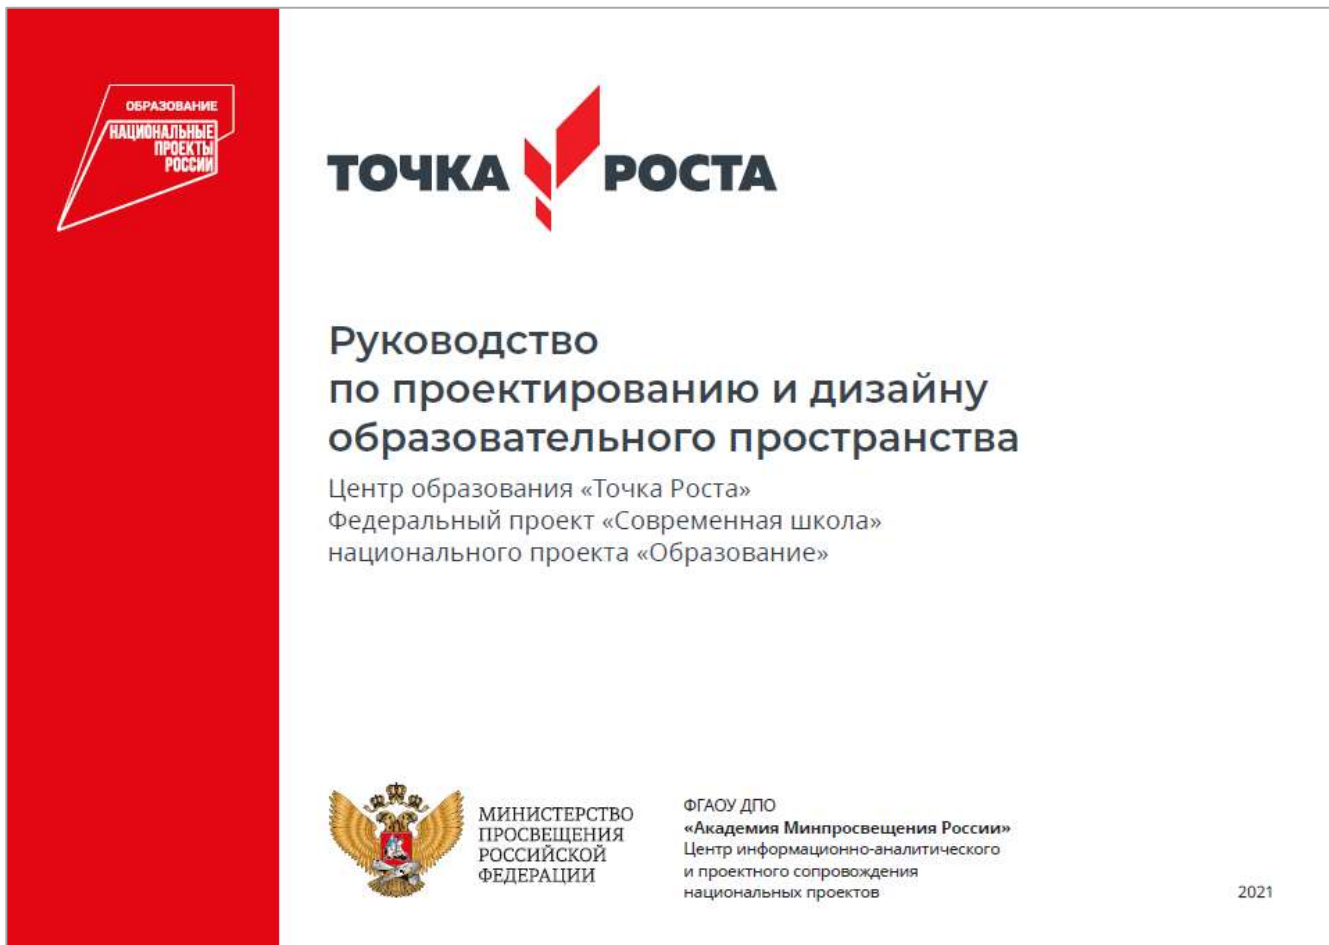 ОБРАЗОВАНИЕ
НАЦИОНАЛЬНЫЕ
ПРОЕКТЫ
РОССИИ
ТОЧКА РОСТА
Руководство
по проектированию и дизайну
образовательного пространства
Центр образования «Точка Роста»
Федеральный проект «Современная школа»
национального проекта «Образование»
МИНИСТЕРСТВО
ПРОСВЕЩЕНИЯ
РОССИЙСКОЙ
ФЕДЕРАЦИИ
ФГАОУ ДПО
«Академия Минпросвещения России»
Центр информационно-аналитического
и проектного сопровождения
национальных проектов
2021